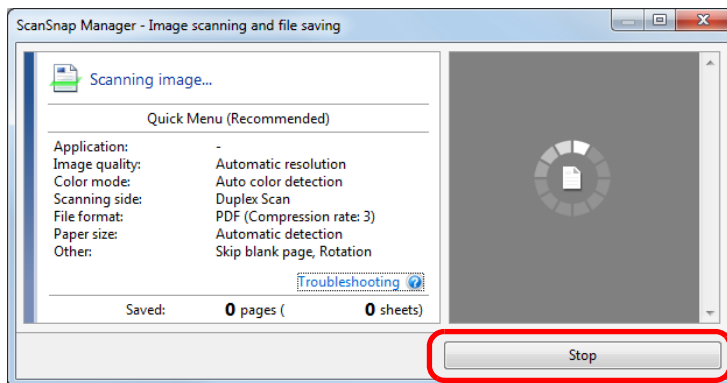 ScanSnap Manager - Image scanning and file saving
Scanning image...
Quick Menu (Recommended)
Application: -
Image quality: Automatic resolution
Color mode: Auto color detection
Scanning side: Duplex Scan
File format: PDF (Compression rate: 3)
Paper size: Automatic detection
Other: Skip blank page, Rotation
Troubleshooting ?
Saved: 0 pages ( 0 sheets)
Stop